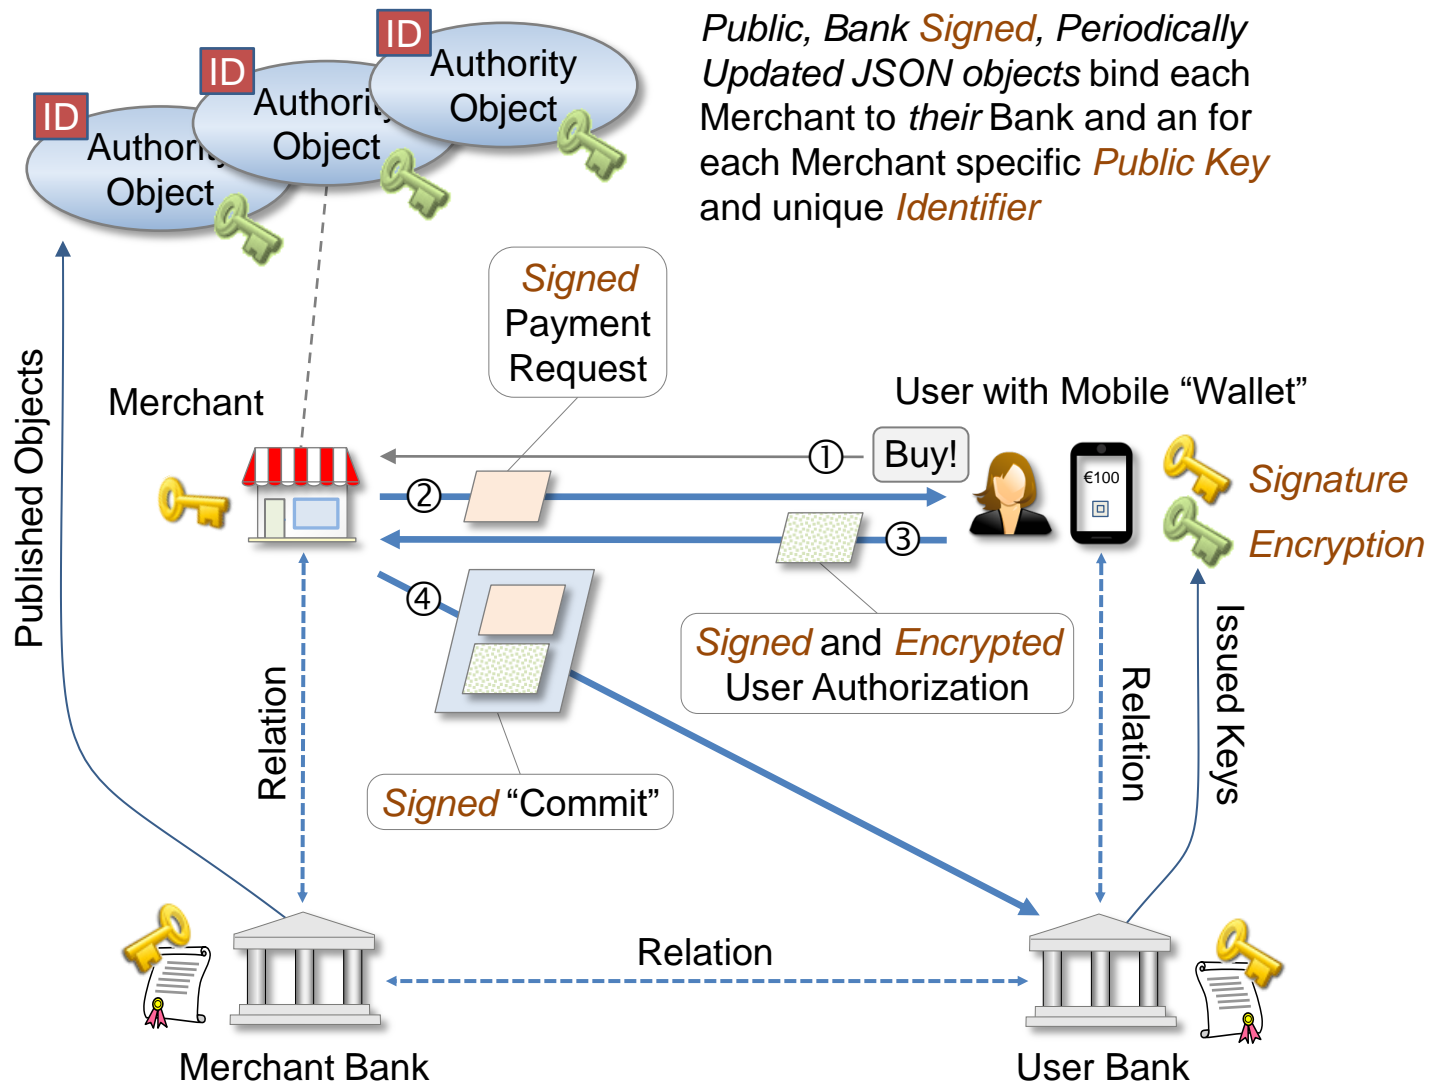 ID
Authority
Object
ID
Authority
Object
ID
Authority
Object
Public, Bank Signed, Periodically
Updated JSON objects bind each
Merchant to their Bank and an for
each Merchant specific Public Key
and unique Identifier
Signed
Payment
Request
Merchant
User with Mobile “Wallet”
Published Objects
1
Buy!
2
€100
Signature
3
Encryption
4
Signed and Encrypted
User Authorization
Relation
Relation
Issued Keys
Signed “Commit”
Relation
Merchant Bank
User Bank